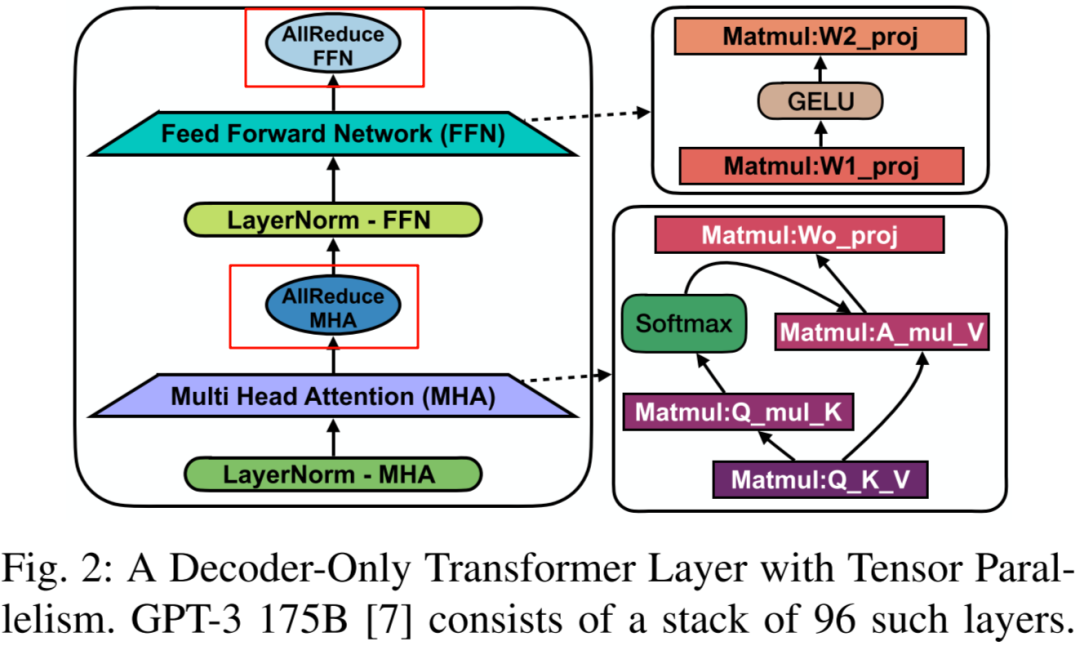 AllReduce
FFN
Feed Forward Network (FFN)
LayerNorm - FFN
AllReduce
MHA
Multi Head Attention (MHA)
LayerNorm - MHA
Matmul:W2_proj
GELU
Matmul:W1_proj
Matmul:Wo_proj
Softmax
Matmul:A_mul_V
Matmul:Q_mul_K
Matmul:Q_K_V
Fig. 2: A Decoder-Only Transformer Layer with Tensor Paral-
lelism. GPT-3 175B [7] consists of a stack of 96 such layers.